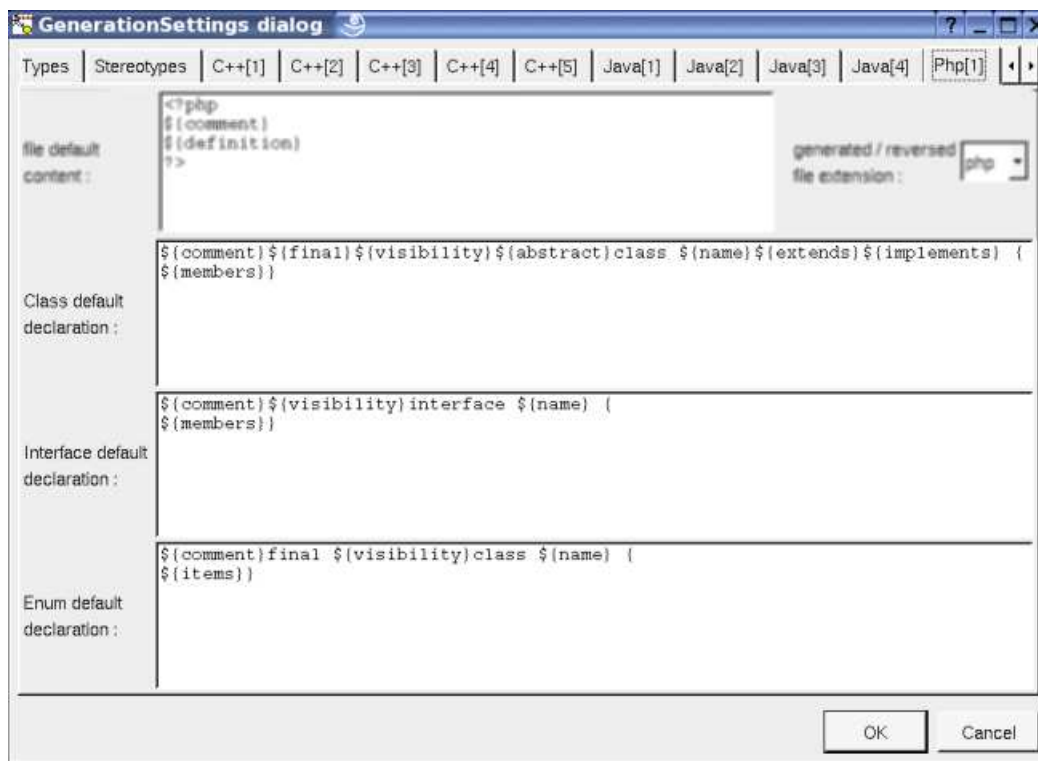 GenerationSettings dialog
Types Stereotypes C++[1] C++[2] C++[3] C++[4] C++[5] Java[1] Java[2] Java[3] Java[4] Php[1]
file default
content :
<?php
${comment}
${definition}
?>
generated / reversed
file extension :
php
Class default
declaration :
${comment}${final}${visibility}${abstract}class ${name}${extends}${implements} {
${members}}
Interface default
declaration :
${comment}${visibility}interface ${name} {
${members}}
Enum default
declaration :
${comment}final ${visibility}class ${name} {
${items}}
OK Cancel